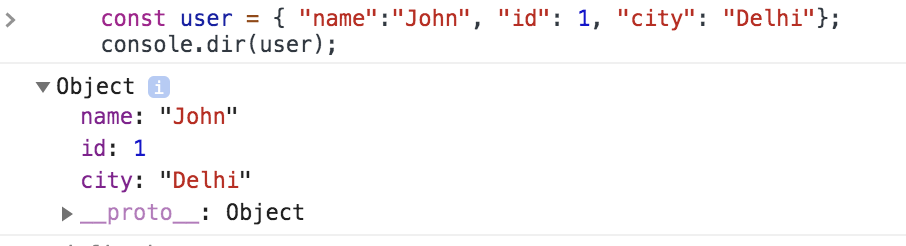 const user = { "name":"John", "id": 1, "city": "Delhi"};
console.dir(user);
Object i
name: "John"
id: 1
city: "Delhi"
__proto__: Object